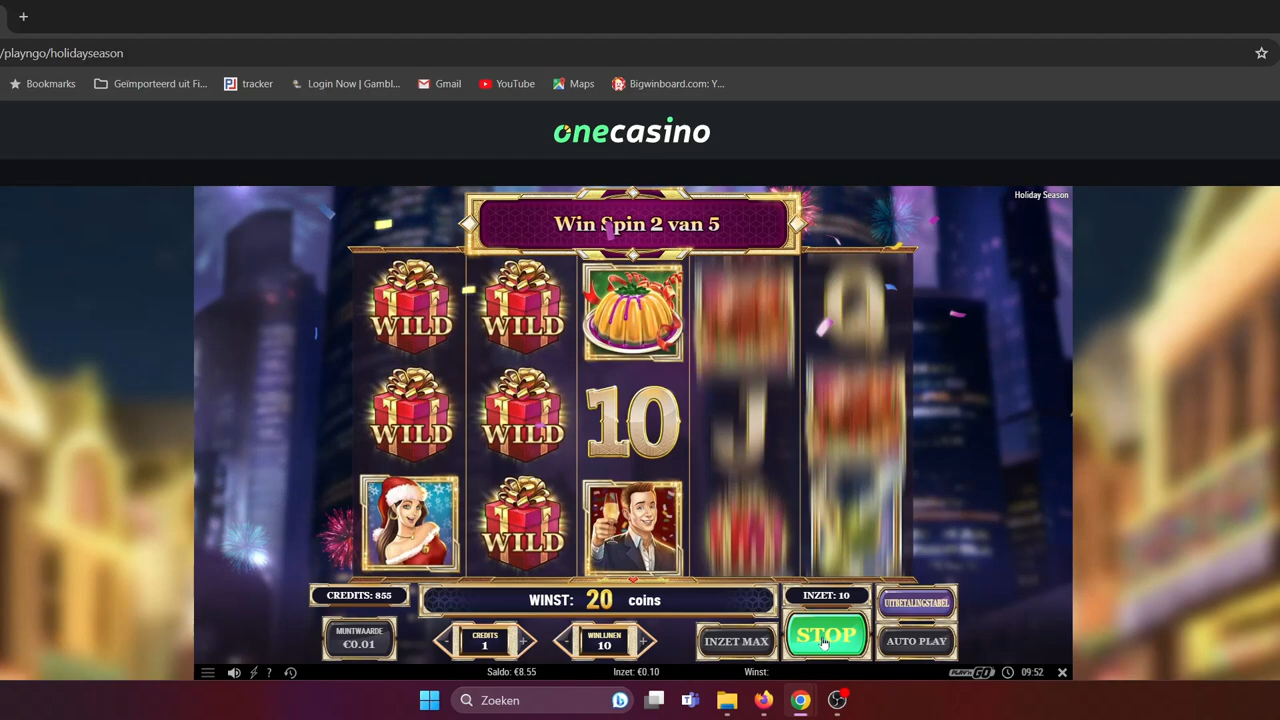 /playngo/holidayseason
Bookmarks
Geïmporteerd uit Fi...
tracker
Login Now | Gambl...
Gmail
YouTube
Maps
Bigwinboard.com: Y...
onecasino
Holiday Season
Win Spin 2 van 5
WILD
WILD
WILD
WILD
10
WILD
J
CREDITS: 855
WINST: 20 coins
INZET: 10
UITBETALINGSTABEL
MUNTWAARDE
€0.01
CREDITS
1
WINLIJNEN
10
INZET MAX
STOP
AUTO PLAY
Saldo: €8.55
Inzet: €0.10
Winst:
PLAY'N GO
09:52
Zoeken